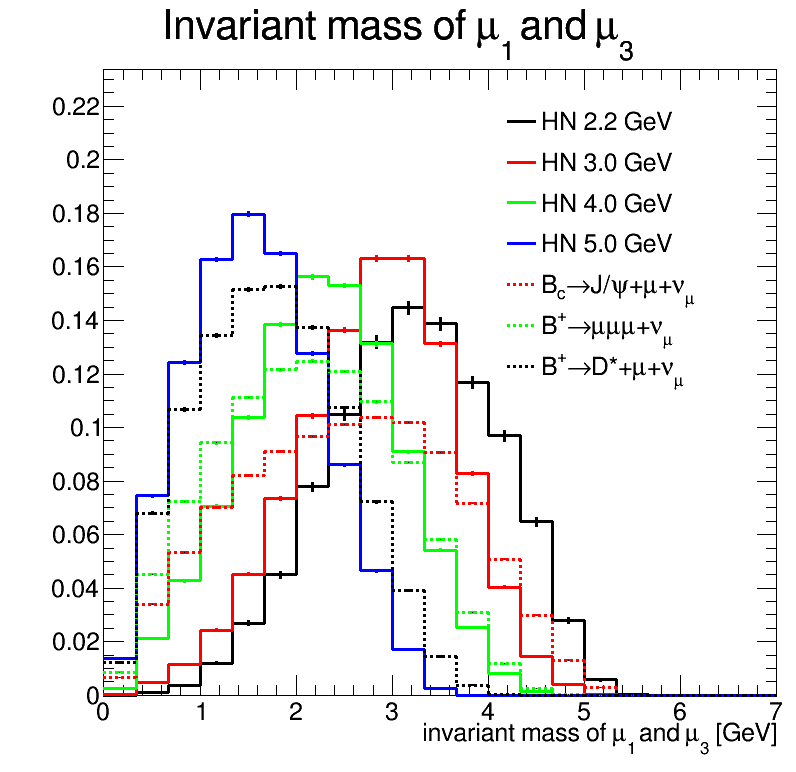 Invariant mass of μ₁ and μ₃
0.22
0.2
0.18
0.16
0.14
0.12
0.1
0.08
0.06
0.04
0.02
0
HN 2.2 GeV
HN 3.0 GeV
HN 4.0 GeV
HN 5.0 GeV
B_c→J/ψ+μ+ν_μ
B⁺→μμμ+ν_μ
B⁺→D*+μ+ν_μ
0 1 2 3 4 5 6 7
invariant mass of μ₁ and μ₃ [GeV]